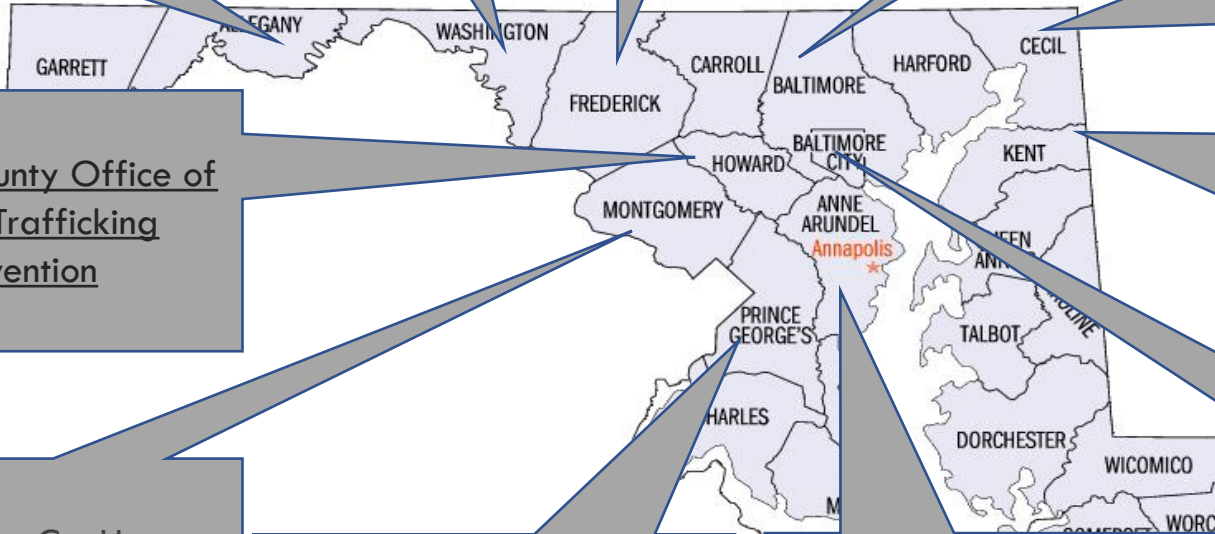 ALLEGANY
WASHINGTON
GARRETT
CARROLL
HARFORD
CECIL
FREDERICK
BALTIMORE
BALTIMORE
CITY
HOWARD
KENT
unty Office of
Trafficking
vention
MONTGOMERY
ANNE
ARUNDEL
Annapolis
PRINCE
GEORGE'S
TALBOT
HARLES
DORCHESTER
WICOMICO
WORC